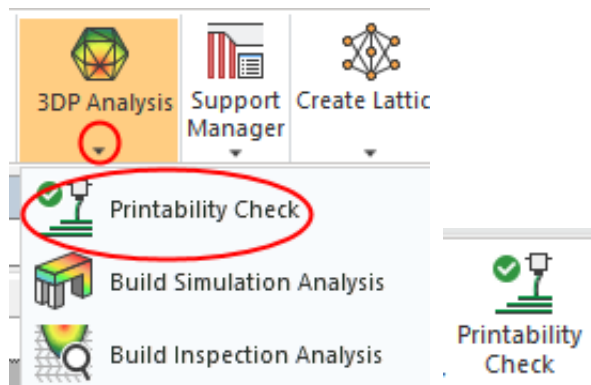 3DP Analysis
Support
Manager
Create Lattic
Printability Check
Build Simulation Analysis
Build Inspection Analysis
Printability
Check